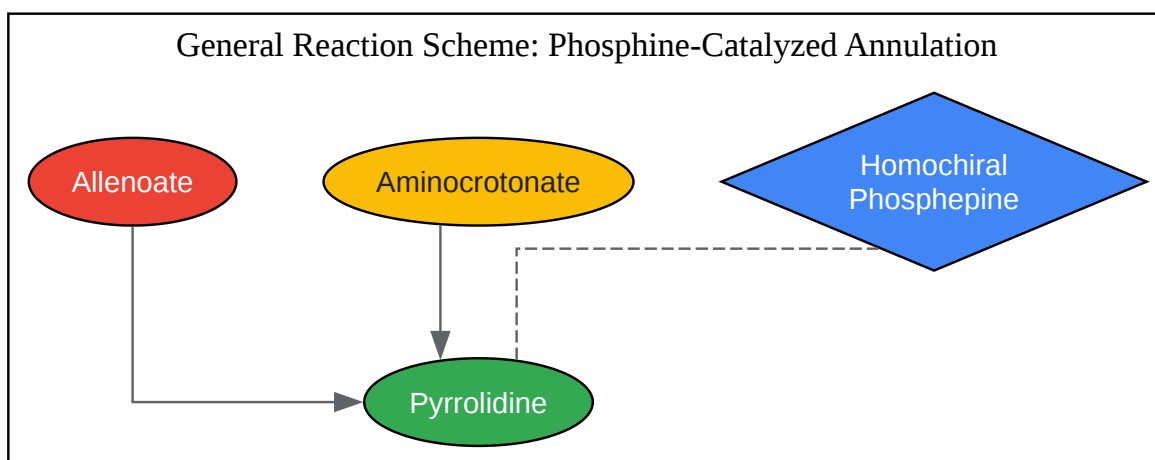 General Reaction Scheme: Phosphine-Catalyzed Annulation
Allenoate
Aminocrotonate
Homochiral
Phosphepine
Pyrrolidine